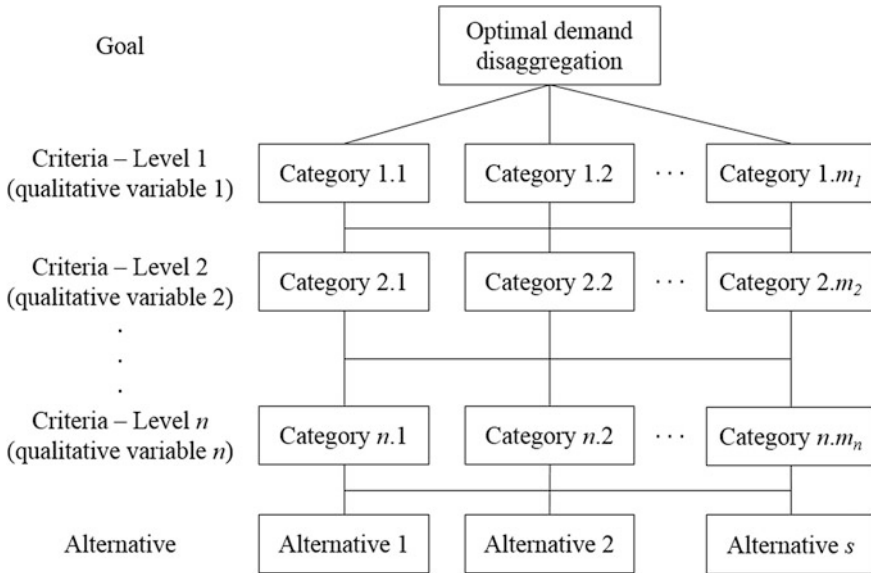 Goal
Optimal demand
disaggregation
Criteria – Level 1
(qualitative variable 1)
Category 1.1
Category 1.2
· · ·
Category 1.m₁
Criteria – Level 2
(qualitative variable 2)
Category 2.1
Category 2.2
· · ·
Category 2.m₂
.
.
.
Criteria – Level n
(qualitative variable n)
Category n.1
Category n.2
· · ·
Category n.mₙ
Alternative
Alternative 1
Alternative 2
Alternative s